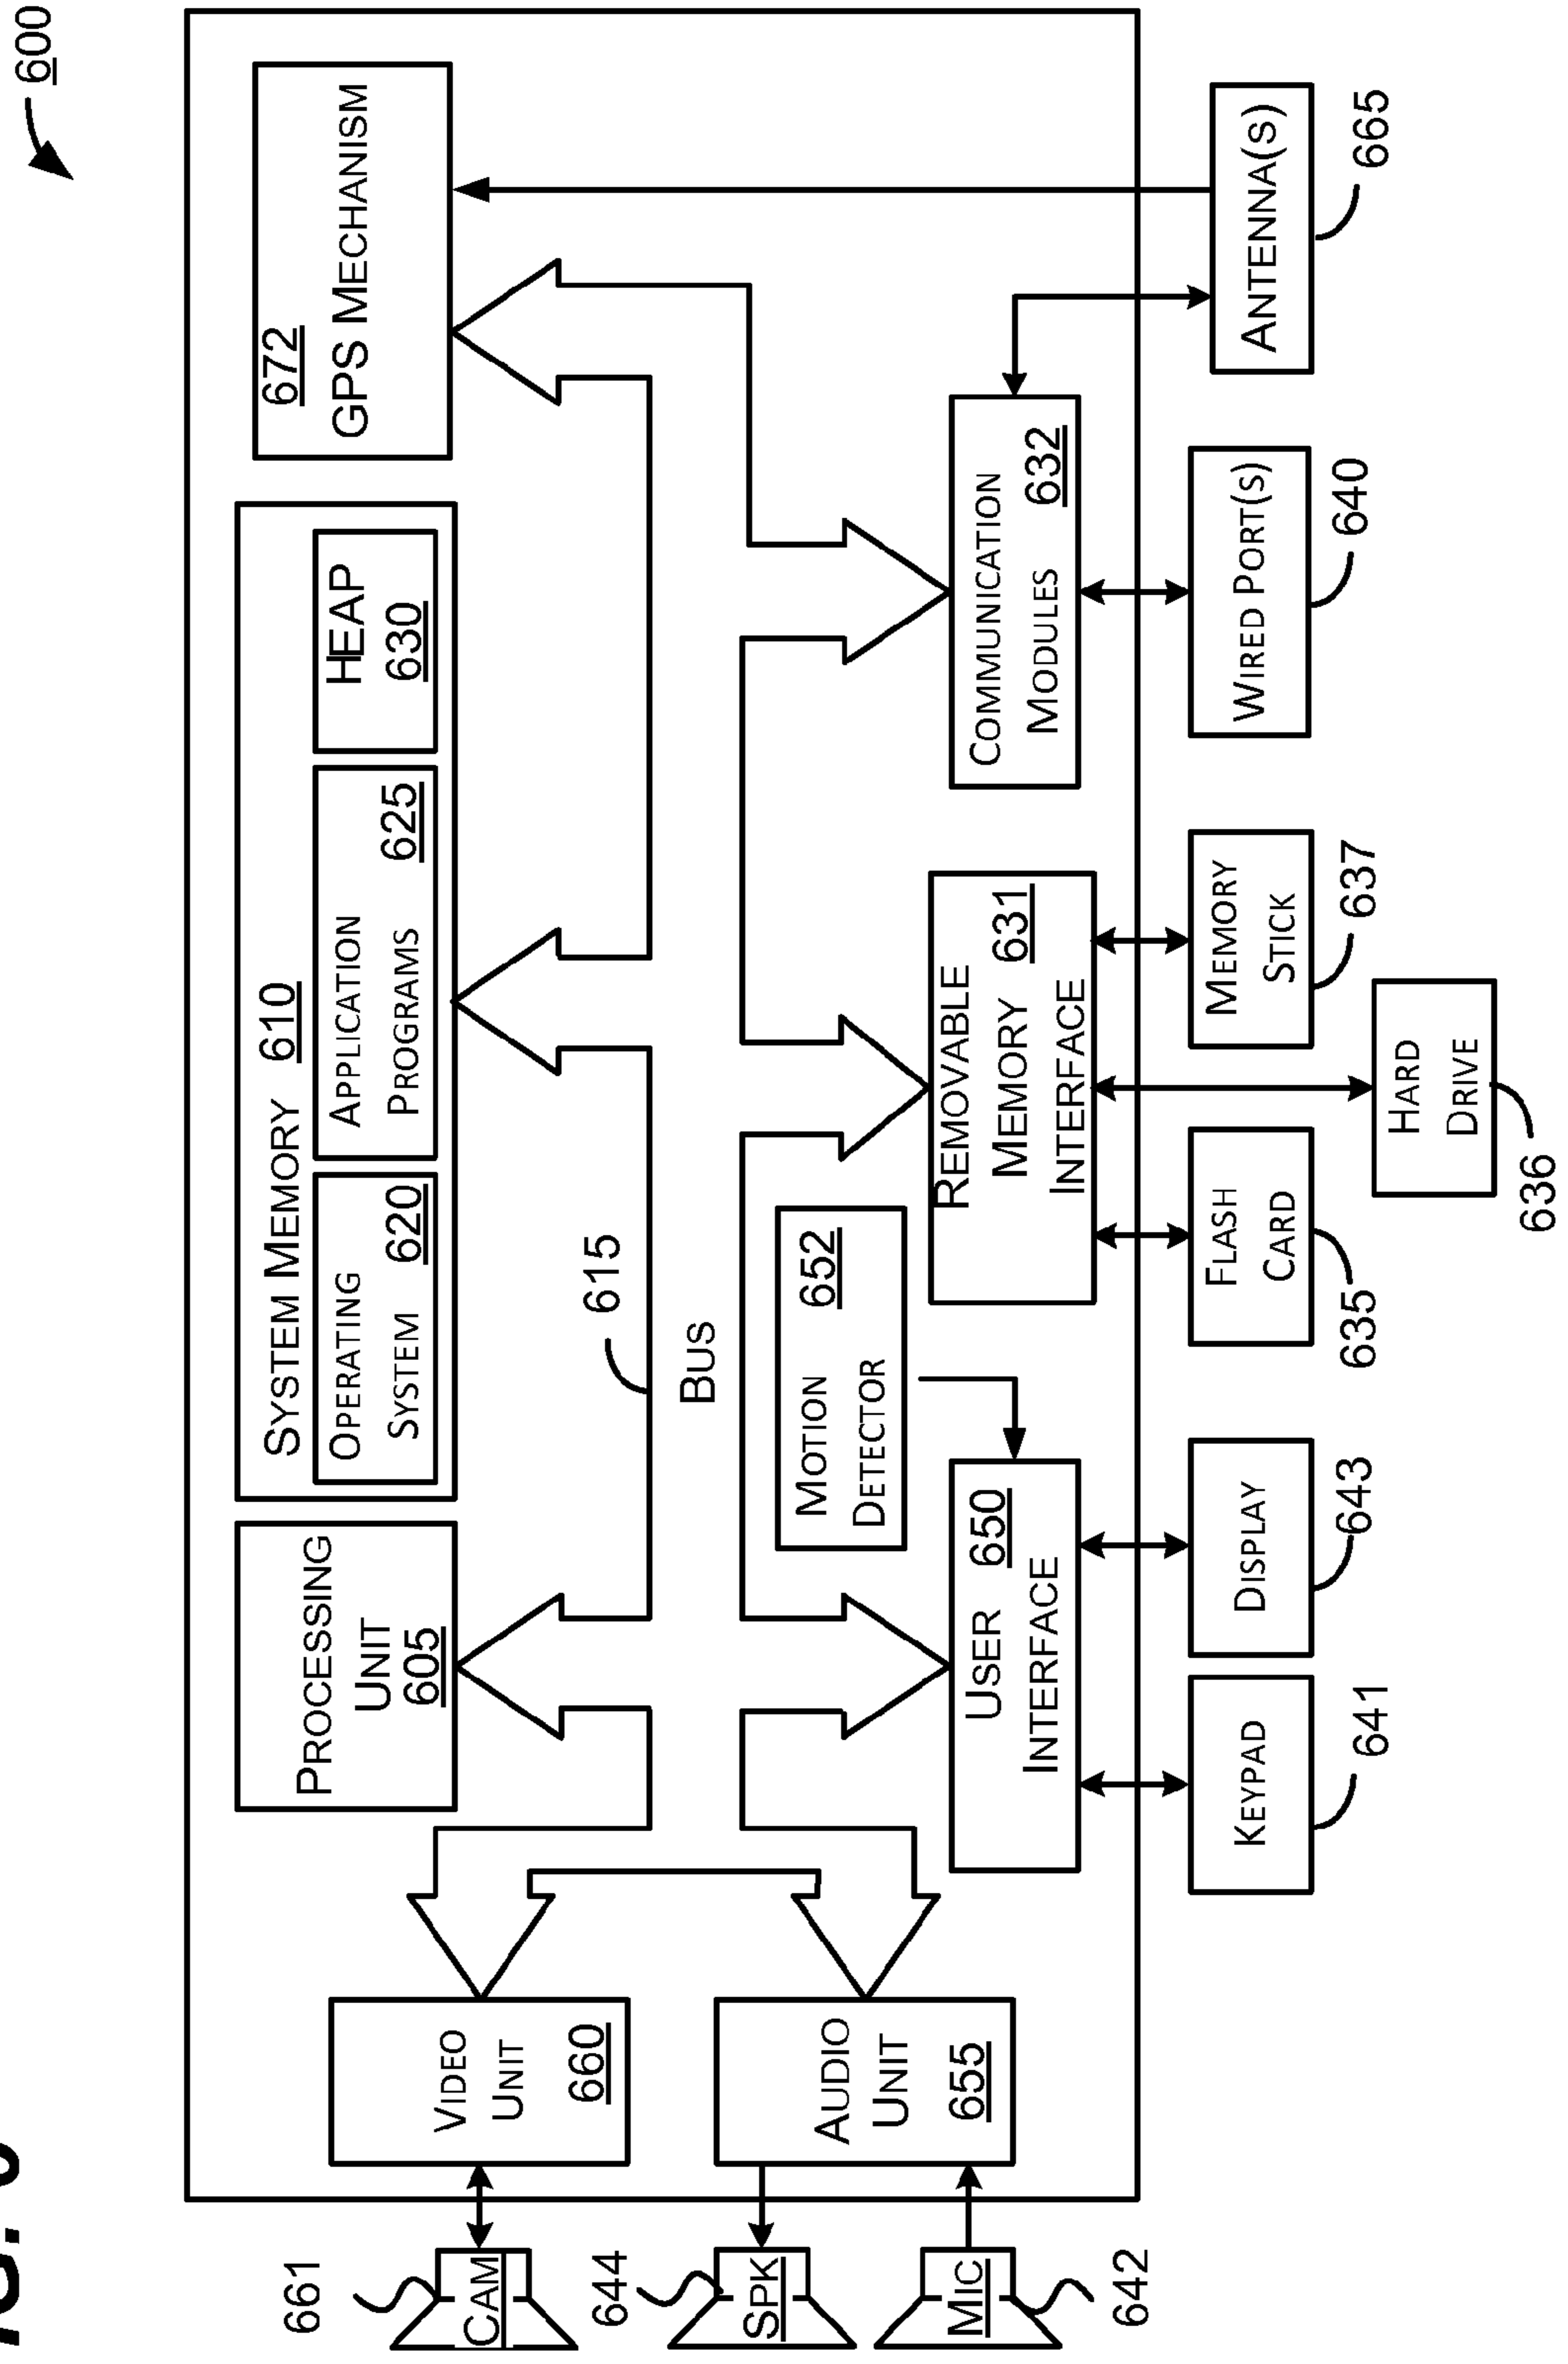 600
SYSTEM MEMORY 610
OPERATING
SYSTEM 620
APPLICATION
PROGRAMS 625
HEAP
630
672
GPS MECHANISM
PROCESSING
UNIT
605
615
BUS
VIDEO
UNIT
660
AUDIO
UNIT
655
661
CAM
644
SPK
MIC
642
MOTION
DETECTOR 652
USER 650
INTERFACE
REMOVABLE
MEMORY 631
INTERFACE
COMMUNICATION
MODULES 632
KEYPAD
641
DISPLAY
643
FLASH
CARD
635
HARD
DRIVE
636
MEMORY
STICK
637
WIRED PORT(S)
640
ANTENNA(S)
665